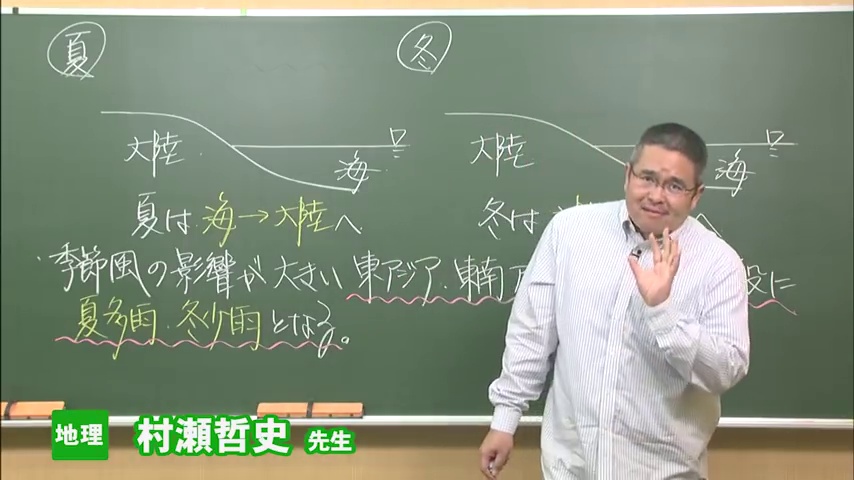 夏
冬
大陸
海
大陸
海
夏は 海→大陸へ
冬は
へ
季節風の影響が大きい 東アジア・東南
に
夏多雨・冬少雨となる。
地理 村瀬哲史 先生